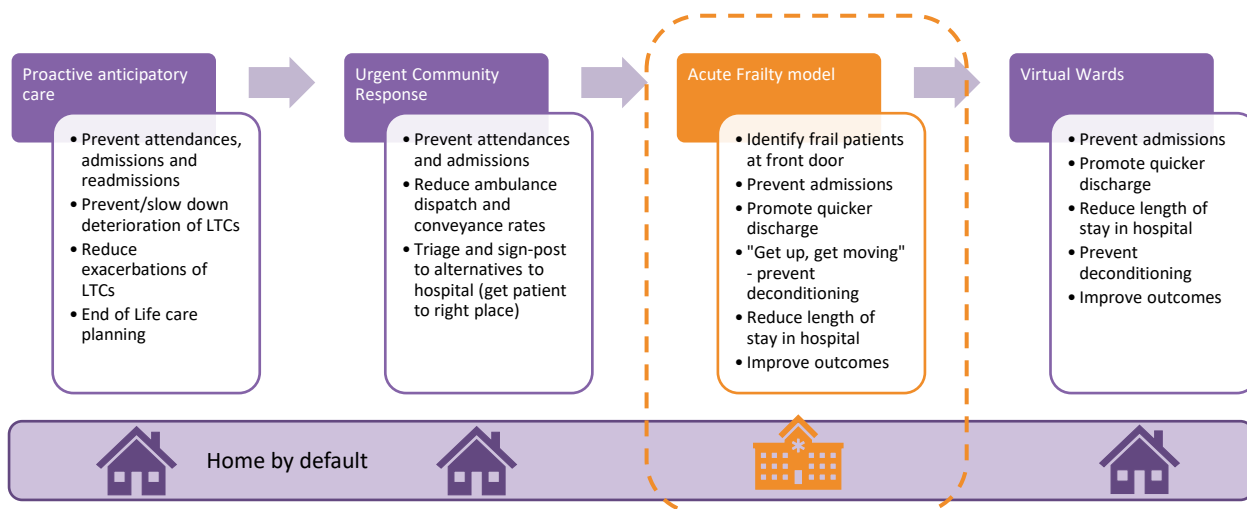 Proactive anticipatory
care
• Prevent attendances,
admissions and
readmissions
• Prevent/slow down
deterioration of LTCs
• Reduce
exacerbations of
LTCs
• End of Life care
planning
Urgent Community
Response
• Prevent attendances
and admissions
• Reduce ambulance
dispatch and
conveyance rates
• Triage and sign-post
to alternatives to
hospital (get patient
to right place)
Acute Frailty model
• Identify frail patients
at front door
• Prevent admissions
• Promote quicker
discharge
• "Get up, get moving"
- prevent
deconditioning
• Reduce length of
stay in hospital
• Improve outcomes
Virtual Wards
• Prevent admissions
• Promote quicker
discharge
• Reduce length of
stay in hospital
• Prevent
deconditioning
• Improve outcomes
Home by default